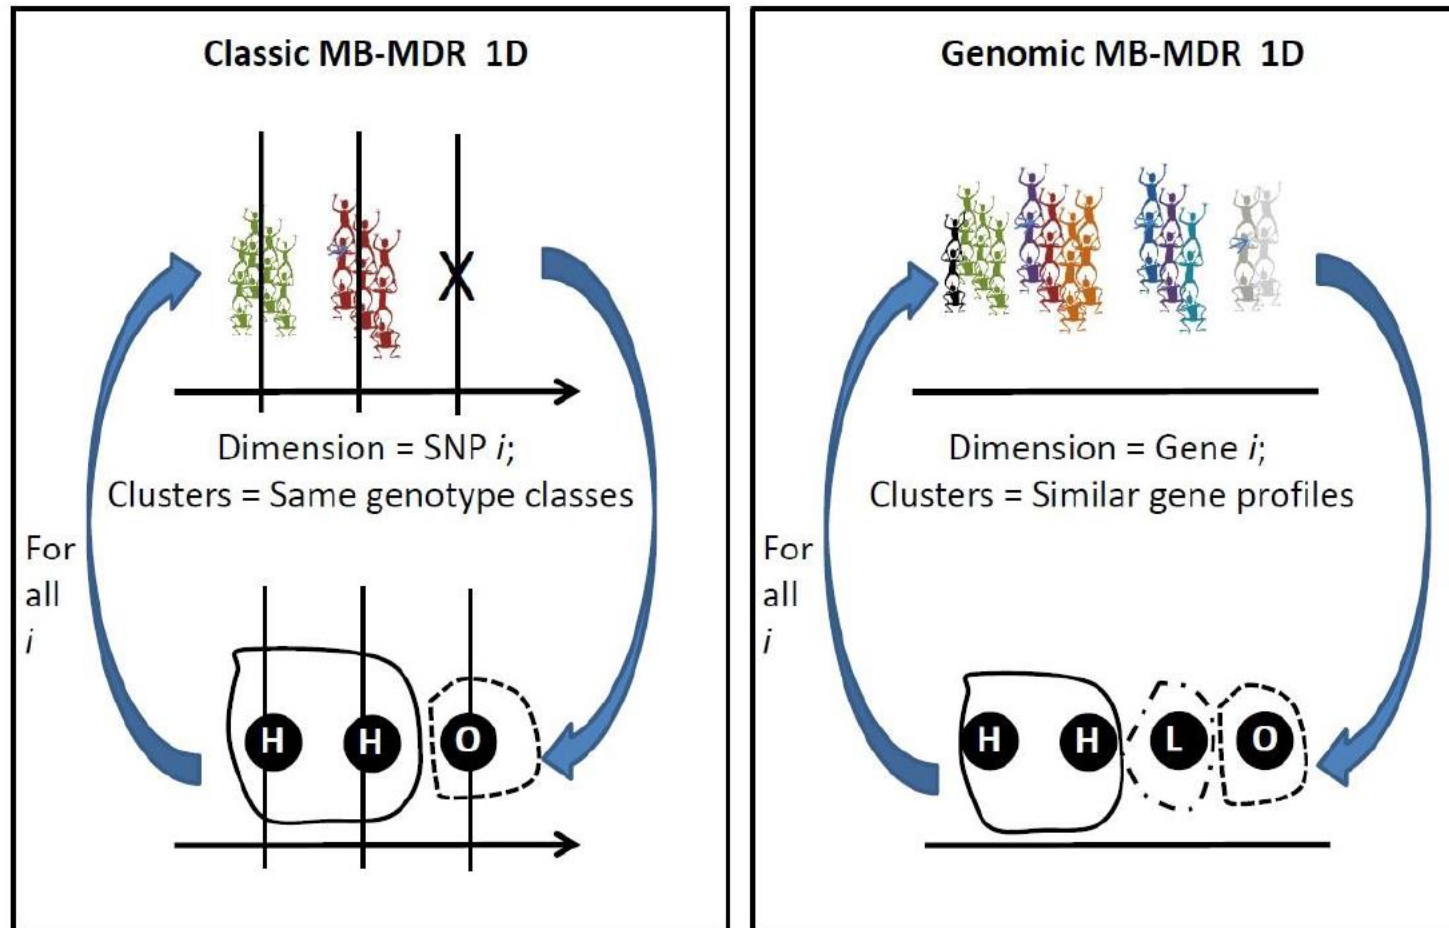 Classic MB-MDR 1D
X
Dimension = SNP i;
Clusters = Same genotype classes
For
all
i
H H O
Genomic MB-MDR 1D
Dimension = Gene i;
Clusters = Similar gene profiles
For
all
i
H H L O